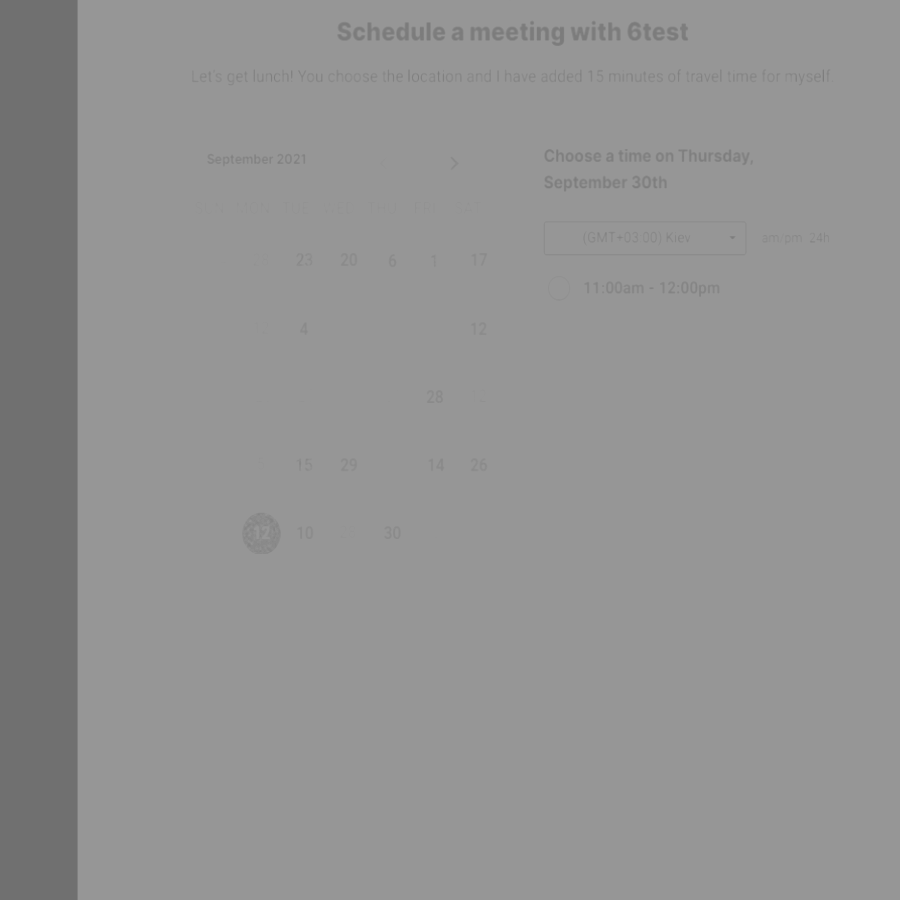 Schedule a meeting with 6test
Let's get lunch! You choose the location and I have added 15 minutes of travel time for myself
September 2021
23 20 6 1 17
4 12
28
15 29 14 26
12 10 30
Choose a time on Thursday,
September 30th
(GMT+03:00) Kiev am/pm 24h
11:00am - 12:00pm